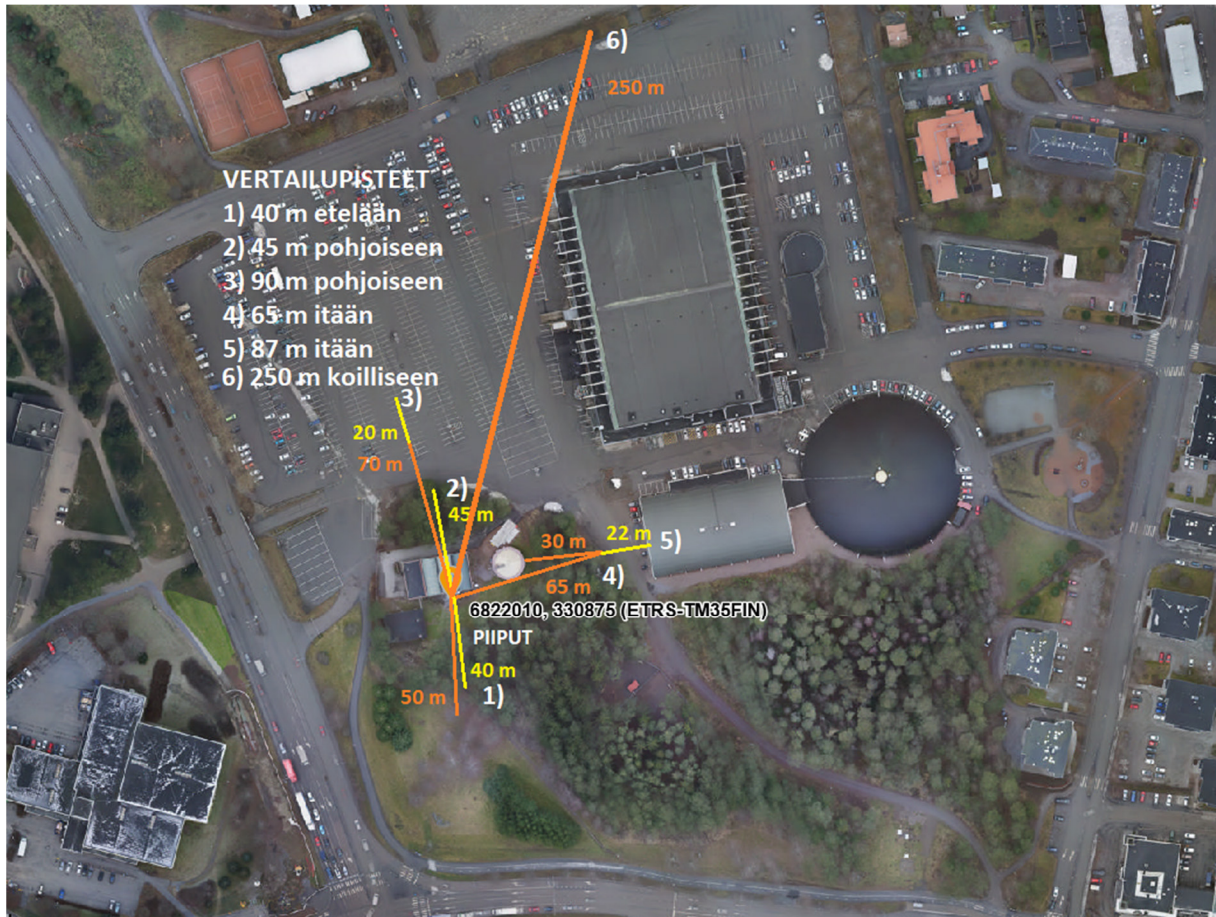 6)
250 m
VERTAILUPISTEET
1) 40 m etelään
2) 45 m pohjoiseen
3) 90 m pohjoiseen
4) 65 m itään
5) 87 m itään
6) 250 m koilliseen
3)
20 m
70 m
2)
45 m
22 m
5)
30 m
4)
65 m
6822010, 330875 (ETRS-TM35FIN)
PIIPUT
40 m
50 m
1)